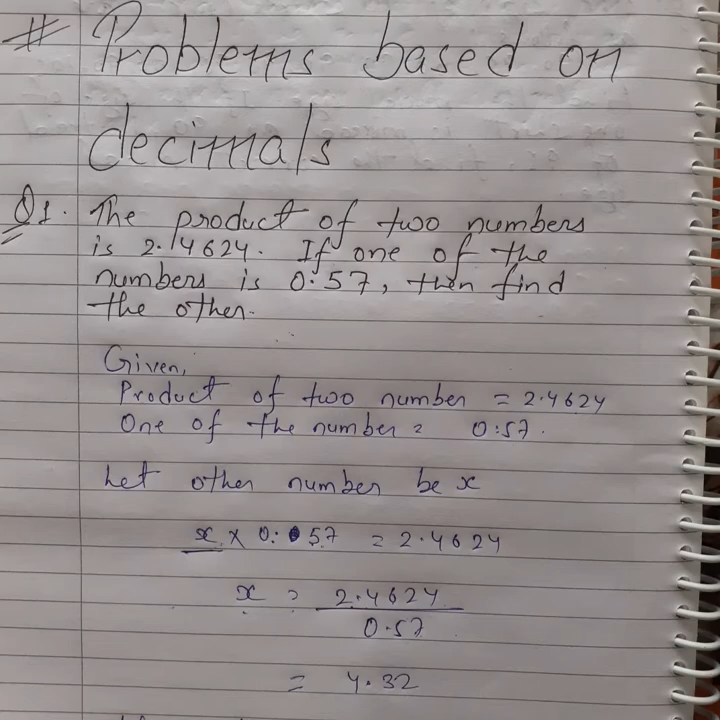 # Problems based on
decimals
Q1. The product of two numbers
is 2.4624. If one of the
numbers is 0.57, then find
the other.
Given,
Product of two number = 2.4624
One of the number = 0.57.
Let other number be x
x × 0.57 = 2.4624
x = 2.4624
0.57
= 4.32